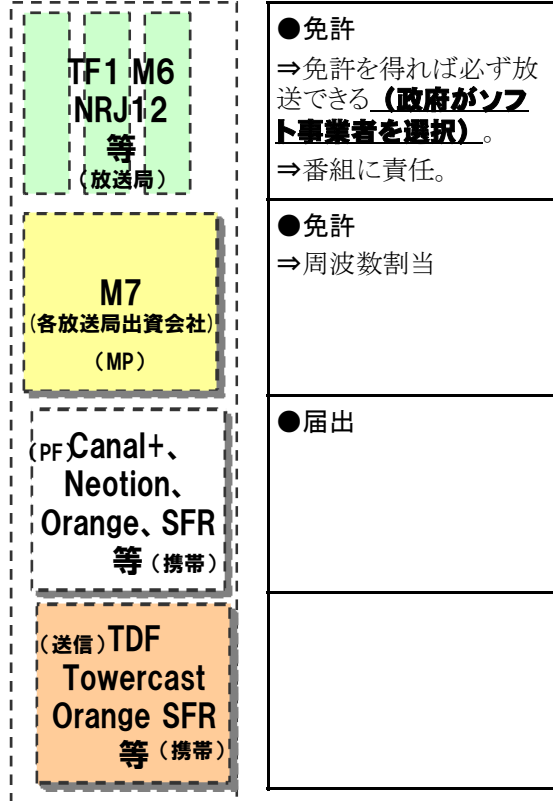 TF1 M6
NRJ12
等
（放送局）
●免許
⇒免許を得れば必ず放
送できる（政府がソフ
ト事業者を選択）。
⇒番組に責任。
M7
(各放送局出資会社)
（MP）
●免許
⇒周波数割当
（PF）Canal+、
Neotion、
Orange、SFR
等（携帯）
●届出
（送信）TDF
Towercast
Orange SFR
等（携帯）